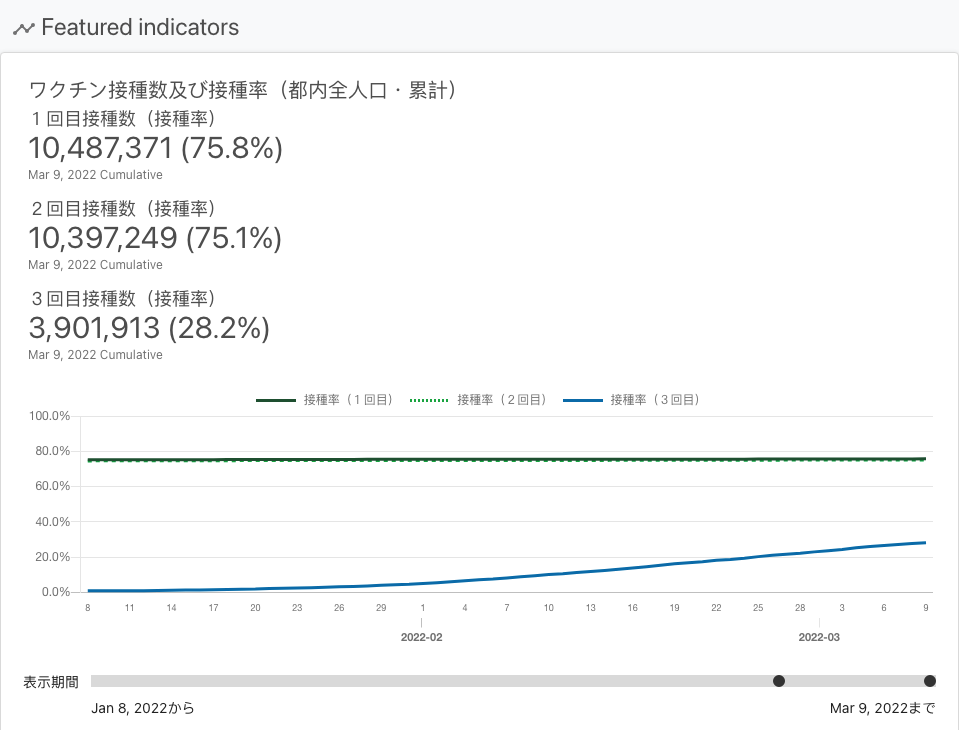 Featured indicators
ワクチン接種数及び接種率（都内全人口・累計）
１回目接種数（接種率）
10,487,371 (75.8%)
Mar 9, 2022 Cumulative
２回目接種数（接種率）
10,397,249 (75.1%)
Mar 9, 2022 Cumulative
３回目接種数（接種率）
3,901,913 (28.2%)
Mar 9, 2022 Cumulative
接種率（１回目） 接種率（２回目） 接種率（３回目）
100.0%
80.0%
60.0%
40.0%
20.0%
0.0%
8 11 14 17 20 23 26 29 1 4 7 10 13 16 19 22 25 28 3 6 9
2022-02 2022-03
表示期間
Jan 8, 2022から Mar 9, 2022まで